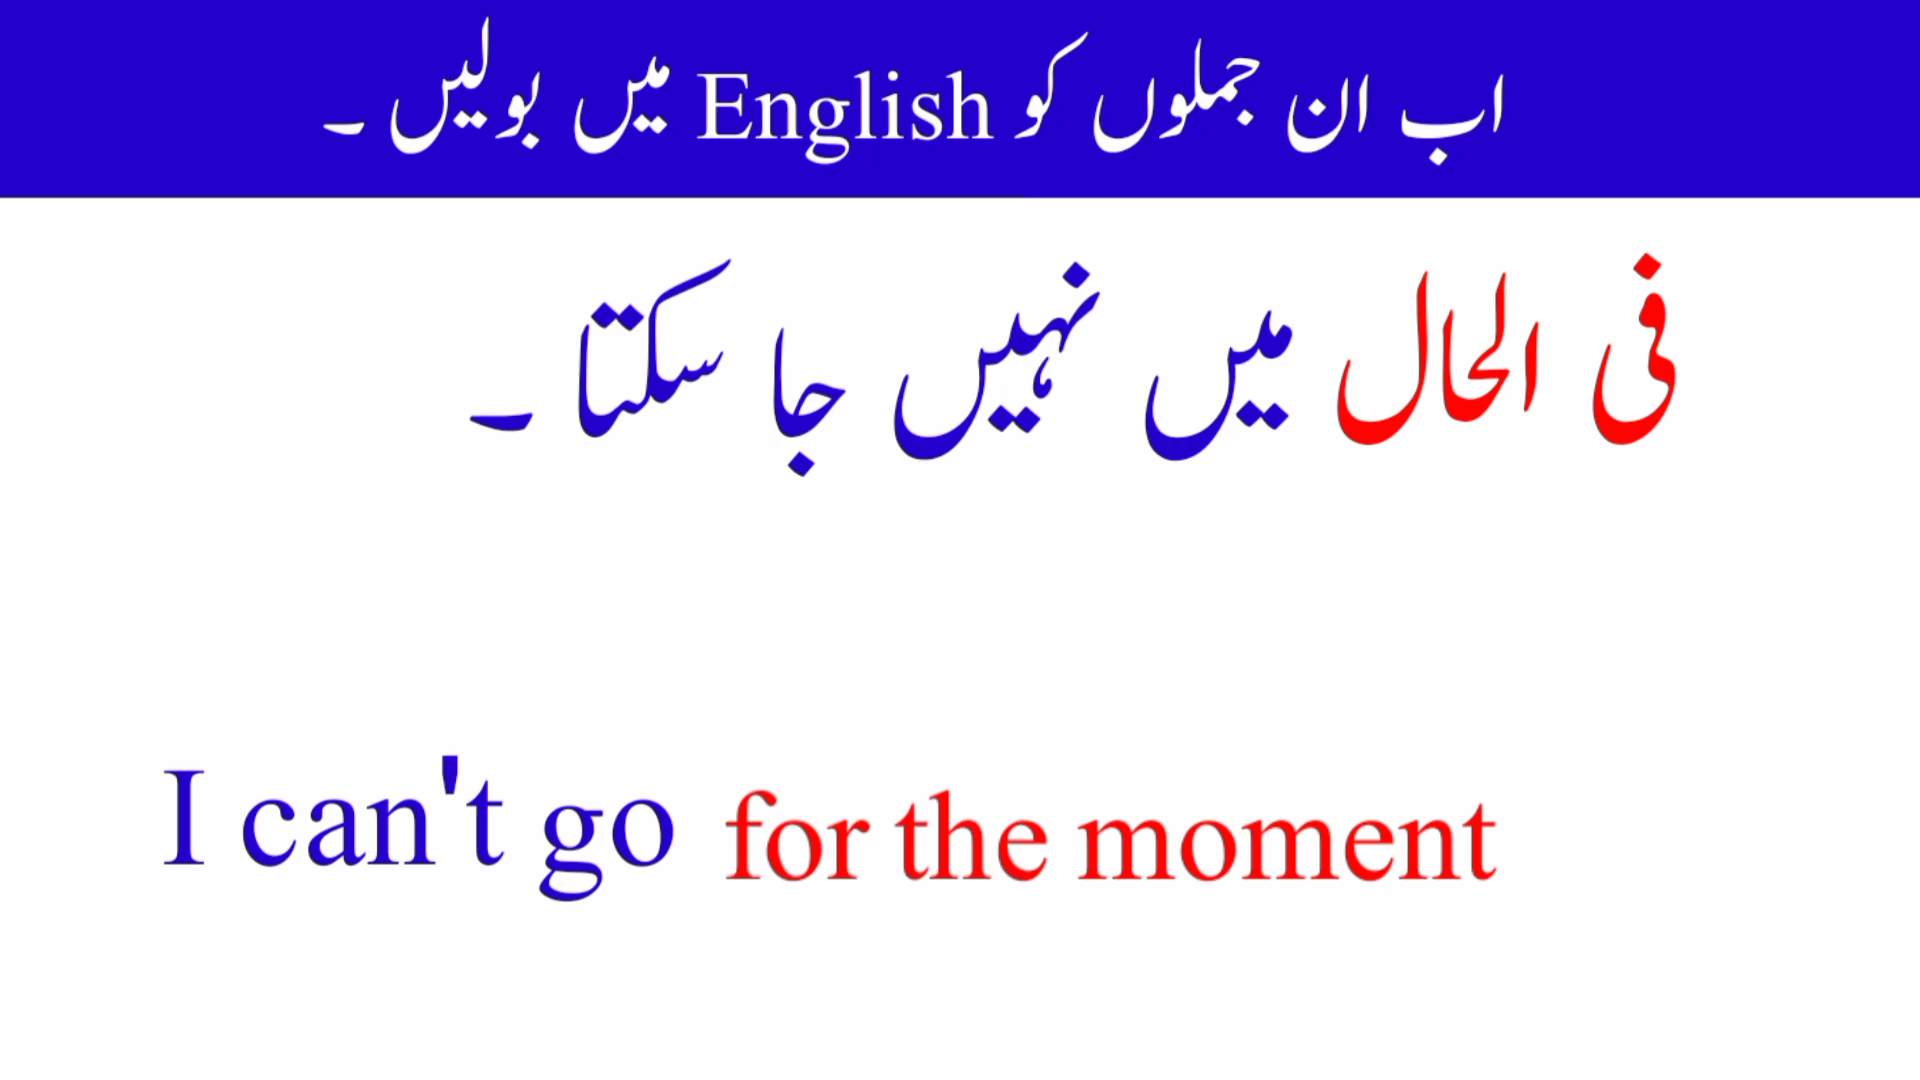 اب ان جملوں کو English میں بولیں ۔
فی الحال میں نہیں جا سکتا ۔
I can't go for the moment